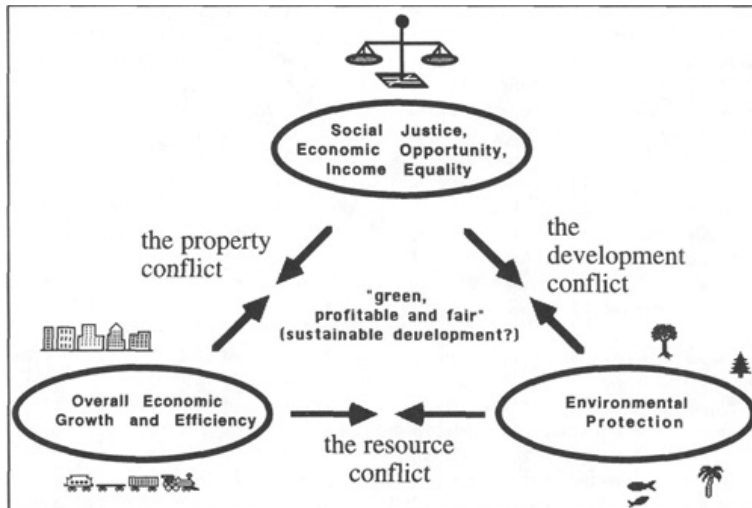 Social Justice,
Economic Opportunity,
Income Equality
the property
conflict
the
development
conflict
"green,
profitable and fair"
(sustainable development?)
Overall Economic
Growth and Efficiency
Environmental
Protection
the resource
conflict